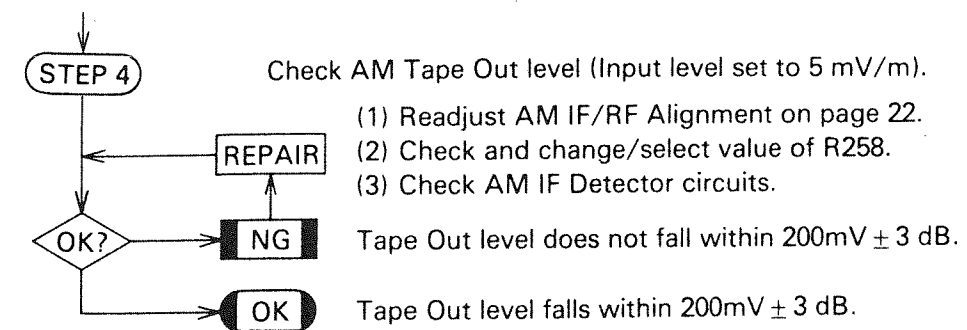 STEP 4 Check AM Tape Out level (Input level set to 5 mV/m).
(1) Readjust AM IF/RF Alignment on page 22.
REPAIR (2) Check and change/select value of R258.
(3) Check AM IF Detector circuits.
OK? NG Tape Out level does not fall within 200mV ± 3 dB.
OK Tape Out level falls within 200mV ± 3 dB.